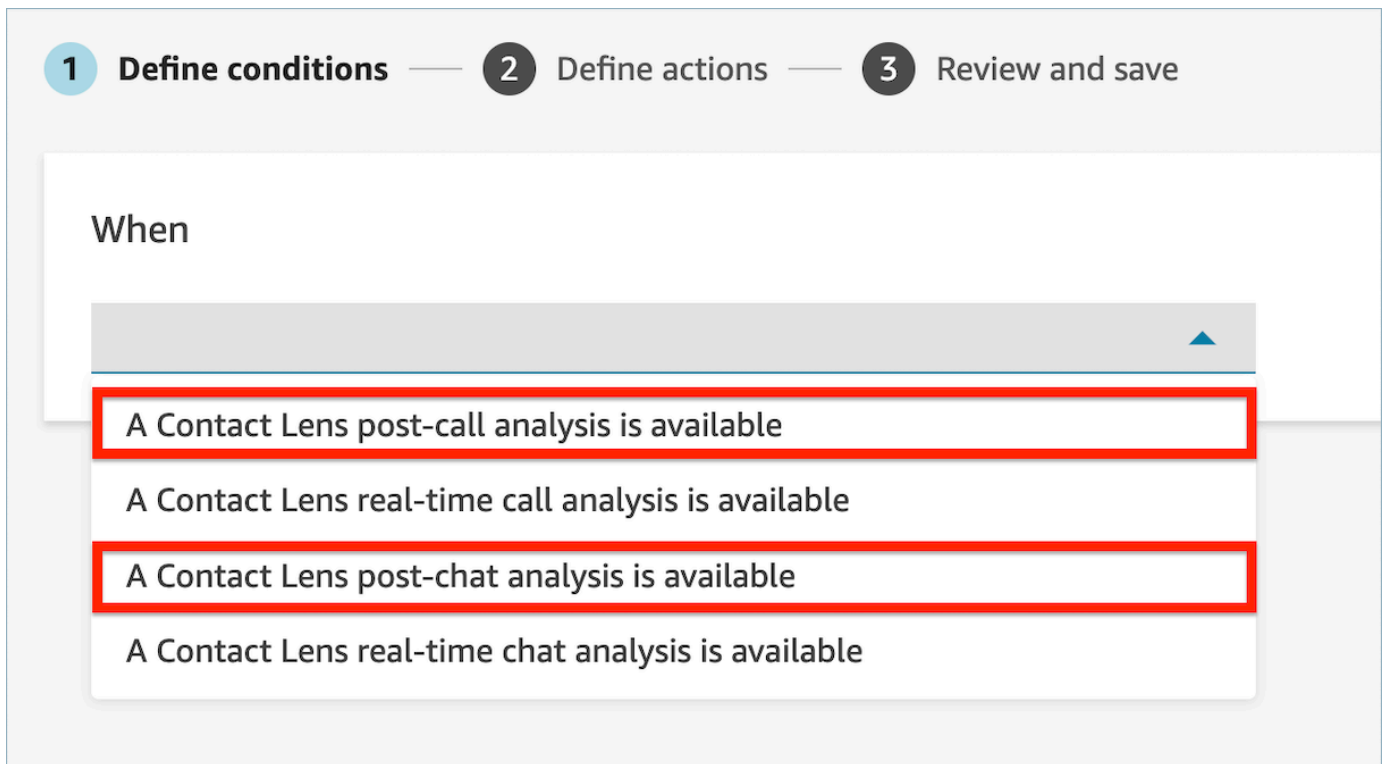 1 Define conditions 2 Define actions 3 Review and save
When
A Contact Lens post-call analysis is available
A Contact Lens real-time call analysis is available
A Contact Lens post-chat analysis is available
A Contact Lens real-time chat analysis is available